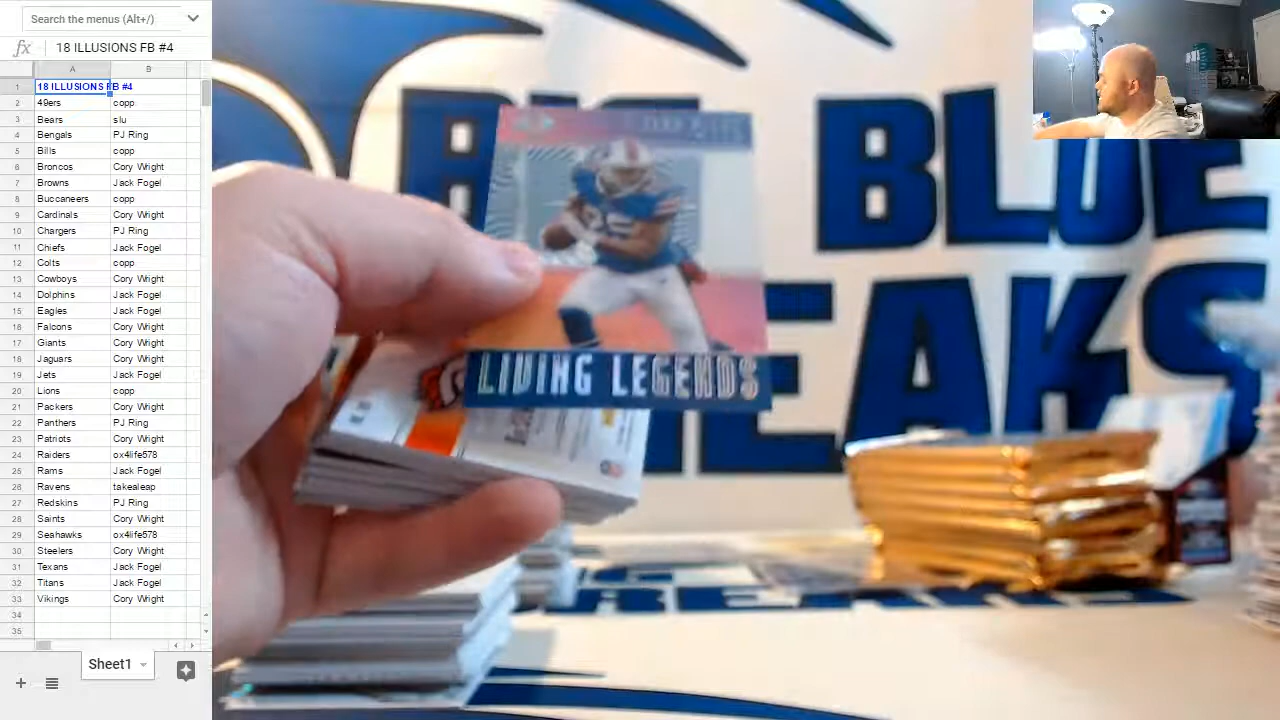 Search the menus (Alt+/)
fx 18 ILLUSIONS FB #4
A B
1 18 ILLUSIONS FB #4
2 49ers copp
3 Bears slu
4 Bengals PJ Ring
5 Bills copp
6 Broncos Cory Wright
7 Browns Jack Fogel
8 Buccaneers copp
9 Cardinals Cory Wright
10 Chargers PJ Ring
11 Chiefs Jack Fogel
12 Colts copp
13 Cowboys Cory Wright
14 Dolphins Jack Fogel
15 Eagles Jack Fogel
16 Falcons Cory Wright
17 Giants Cory Wright
18 Jaguars Cory Wright
19 Jets Jack Fogel
20 Lions copp
21 Packers Cory Wright
22 Panthers PJ Ring
23 Patriots Cory Wright
24 Raiders ox4life578
25 Rams Jack Fogel
26 Ravens takealeap
27 Redskins PJ Ring
28 Saints Cory Wright
29 Seahawks ox4life578
30 Steelers Cory Wright
31 Texans Jack Fogel
32 Titans Jack Fogel
33 Vikings Cory Wright
34
35
Sheet1
BLUE
LIVING LEGENDS